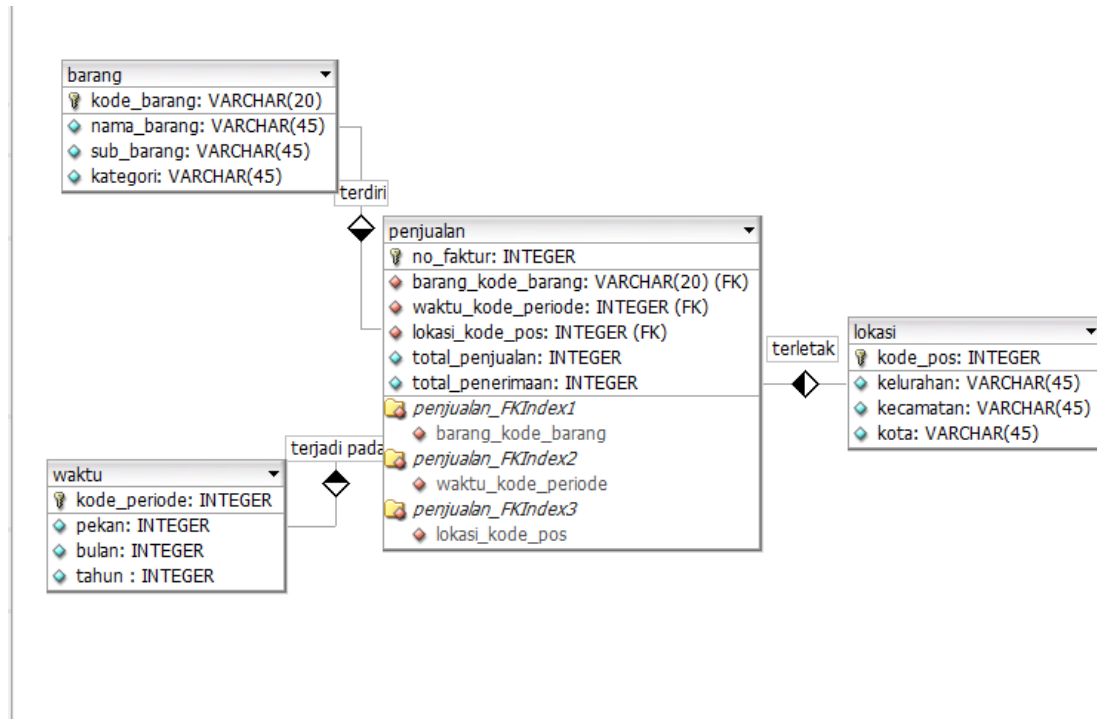 barang
kode_barang: VARCHAR(20)
nama_barang: VARCHAR(45)
sub_barang: VARCHAR(45)
kategori: VARCHAR(45)
terdiri
penjualan
no_faktur: INTEGER
barang_kode_barang: VARCHAR(20) (FK)
waktu_kode_periode: INTEGER (FK)
lokasi_kode_pos: INTEGER (FK)
total_penjualan: INTEGER
total_penerimaan: INTEGER
penjualan_FKIndex1
barang_kode_barang
penjualan_FKIndex2
waktu_kode_periode
penjualan_FKIndex3
lokasi_kode_pos
terletak
lokasi
kode_pos: INTEGER
kelurahan: VARCHAR(45)
kecamatan: VARCHAR(45)
kota: VARCHAR(45)
terjadi pada
waktu
kode_periode: INTEGER
pekan: INTEGER
bulan: INTEGER
tahun : INTEGER